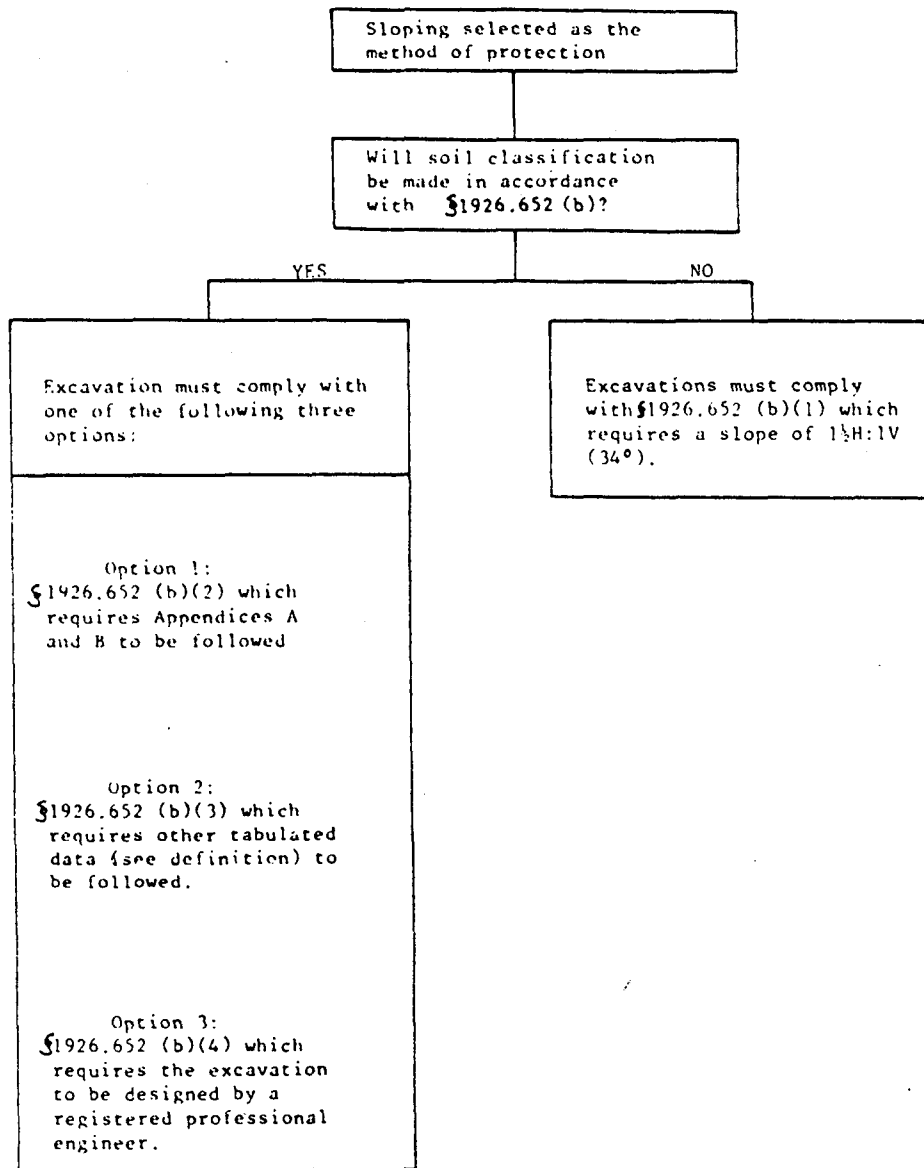 Sloping selected as the
method of protection
Will soil classification
be made in accordance
with §1926.652 (b)?
YES
NO
Excavation must comply with
one of the following three
options:
Excavations must comply
with §1926.652 (b)(1) which
requires a slope of 1½H:1V
(34°).
Option 1:
§1926.652 (b)(2) which
requires Appendices A
and B to be followed
Option 2:
§1926.652 (b)(3) which
requires other tabulated
data (see definition) to
be followed.
Option 3:
§1926.652 (b)(4) which
requires the excavation
to be designed by a
registered professional
engineer.